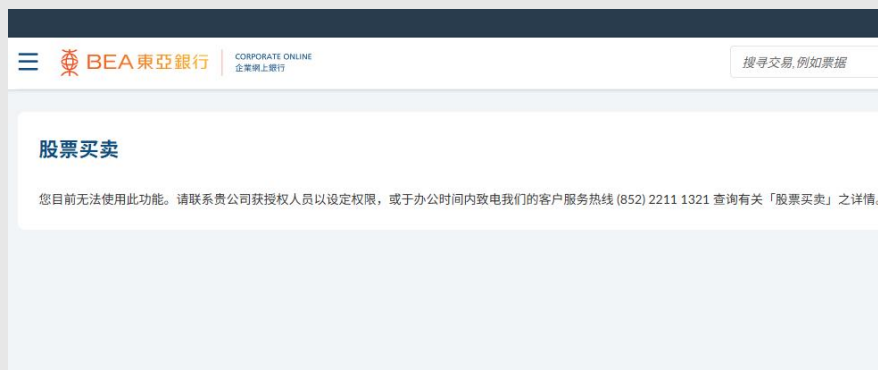 BEA 東亞銀行
CORPORATE ONLINE
企業網上銀行
搜寻交易,例如票据
股票买卖
您目前无法使用此功能。请联系贵公司获授权人员以设定权限，或于办公时间内致电我们的客户服务热线 (852) 2211 1321 查询有关「股票买卖」之详情。